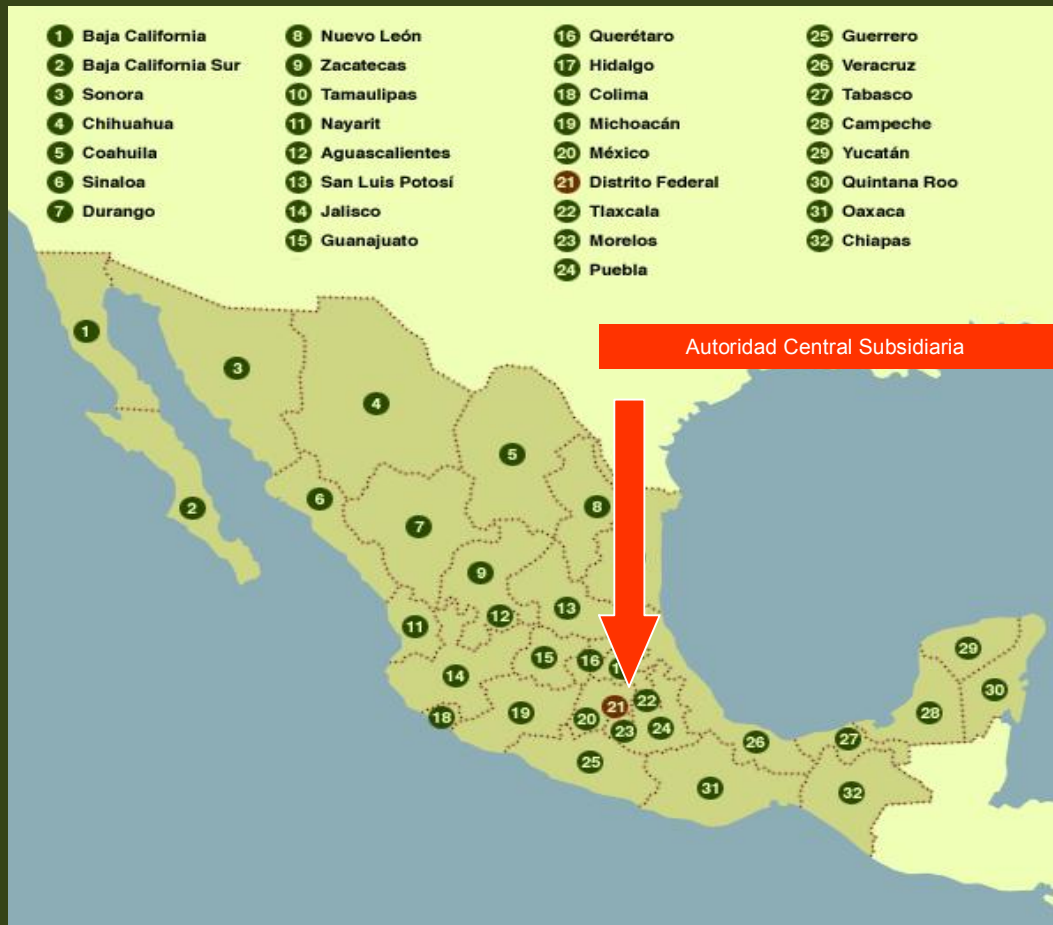 1 Baja California
2 Baja California Sur
3 Sonora
4 Chihuahua
5 Coahuila
6 Sinaloa
7 Durango
8 Nuevo León
9 Zacatecas
10 Tamaulipas
11 Nayarit
12 Aguascalientes
13 San Luis Potosí
14 Jalisco
15 Guanajuato
16 Querétaro
17 Hidalgo
18 Colima
19 Michoacán
20 México
21 Distrito Federal
22 Tlaxcala
23 Morelos
24 Puebla
25 Guerrero
26 Veracruz
27 Tabasco
28 Campeche
29 Yucatán
30 Quintana Roo
31 Oaxaca
32 Chiapas
Autoridad Central Subsidiaria
1
3
4
5
6
2
8
7
9
13
12
11
15
16
14
29
30
22
21
19
18
20
23
24
28
26
27
25
31
32